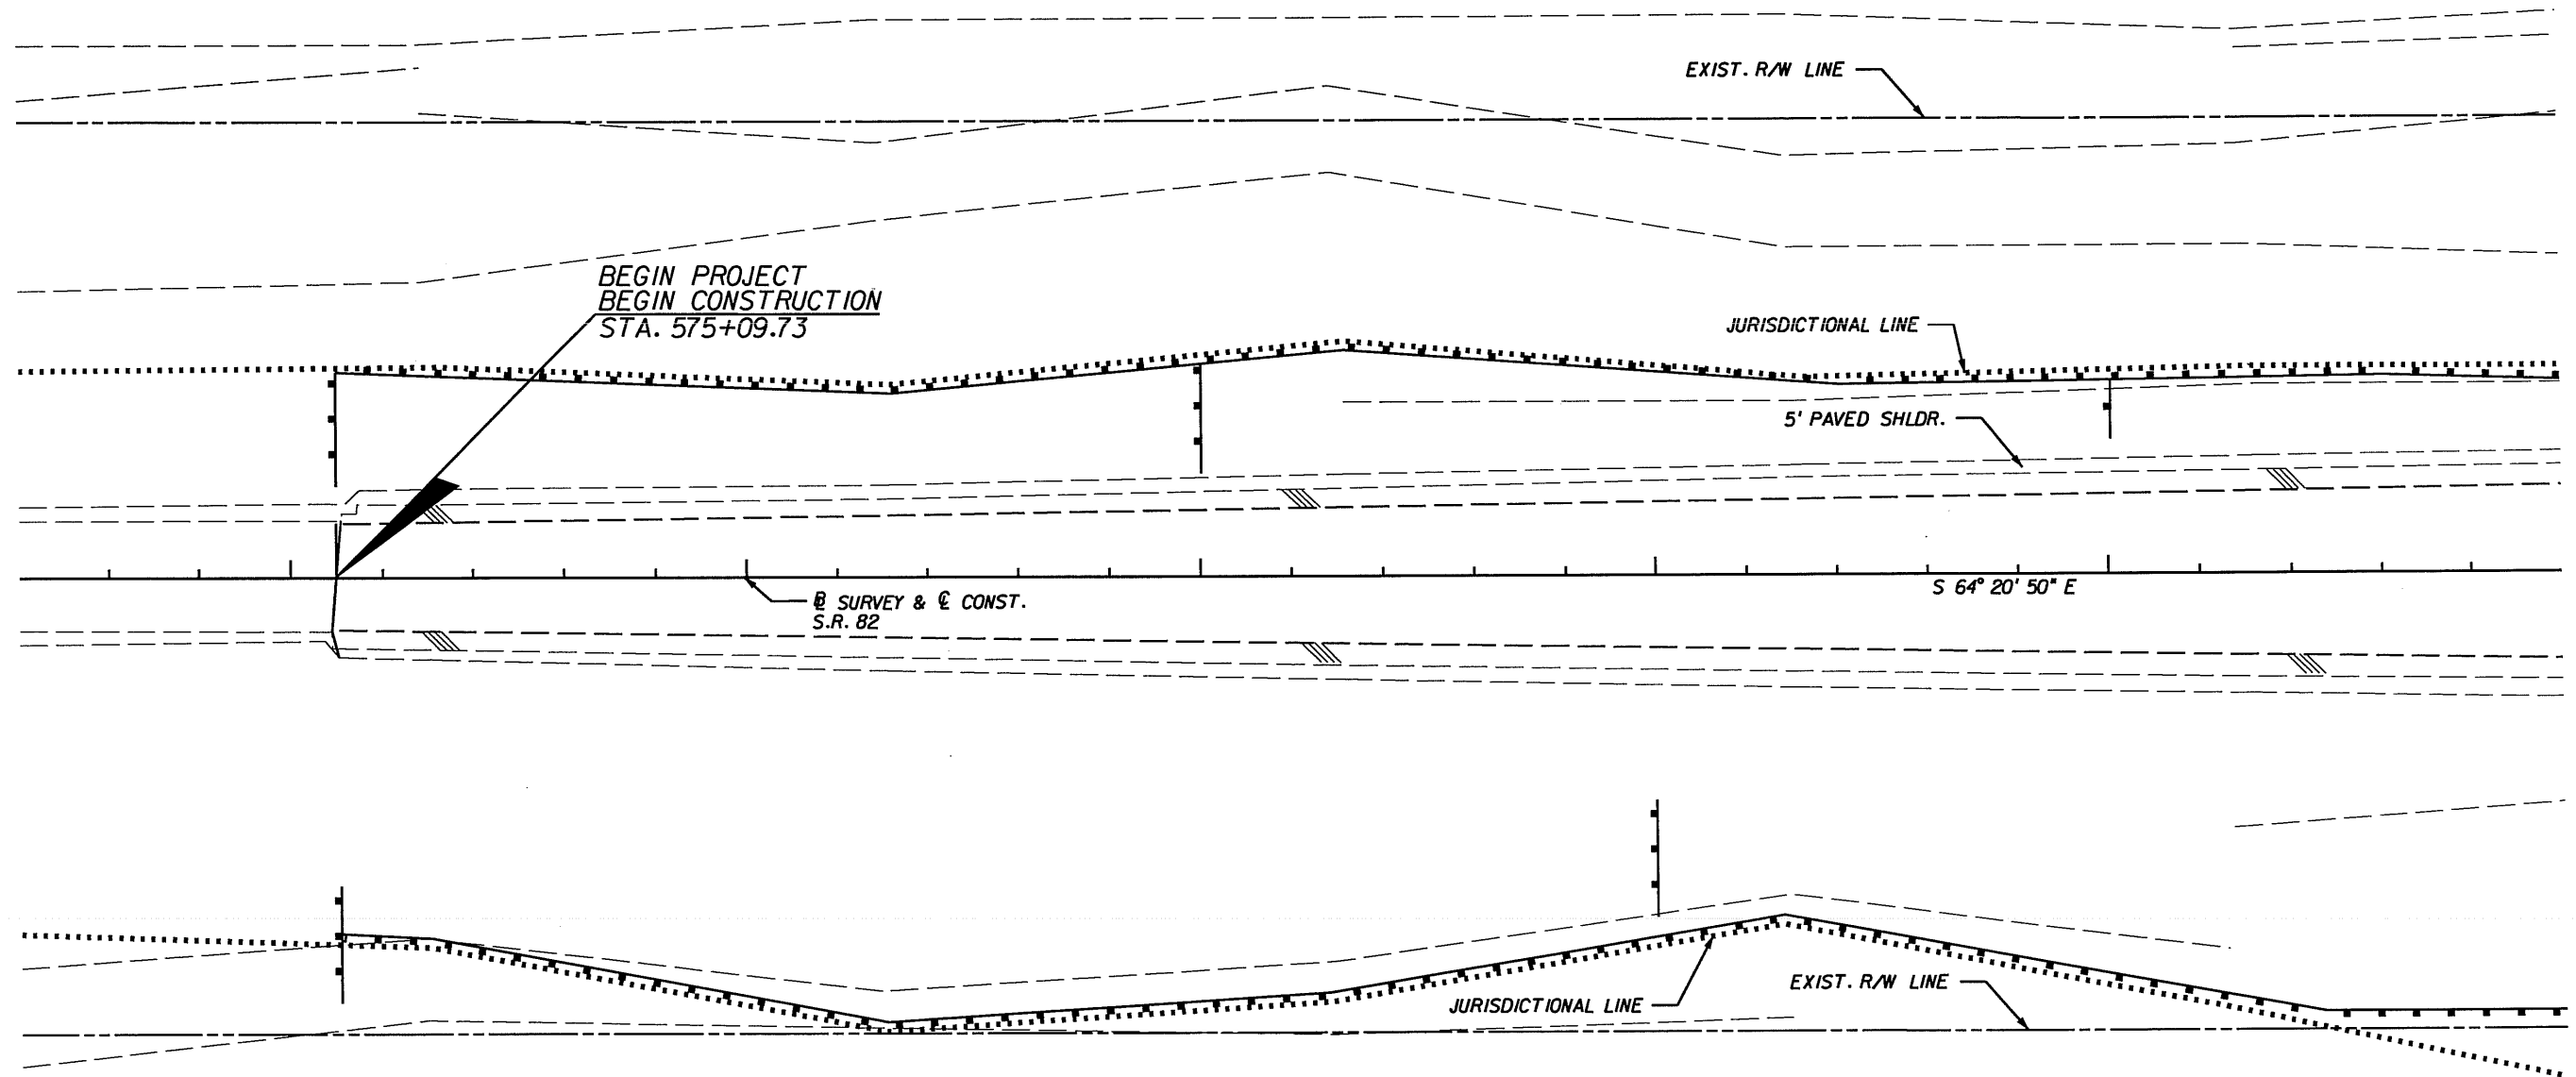 EXIST. R/W LINE
BEGIN PROJECT
BEGIN CONSTRUCTION
STA. 575+09.73
JURISDICTIONAL LINE
5' PAVED SHLDR.
S 64° 20' 50" E
℄ SURVEY & ℄ CONST.
S.R. 82
EXIST. R/W LINE
JURISDICTIONAL LINE